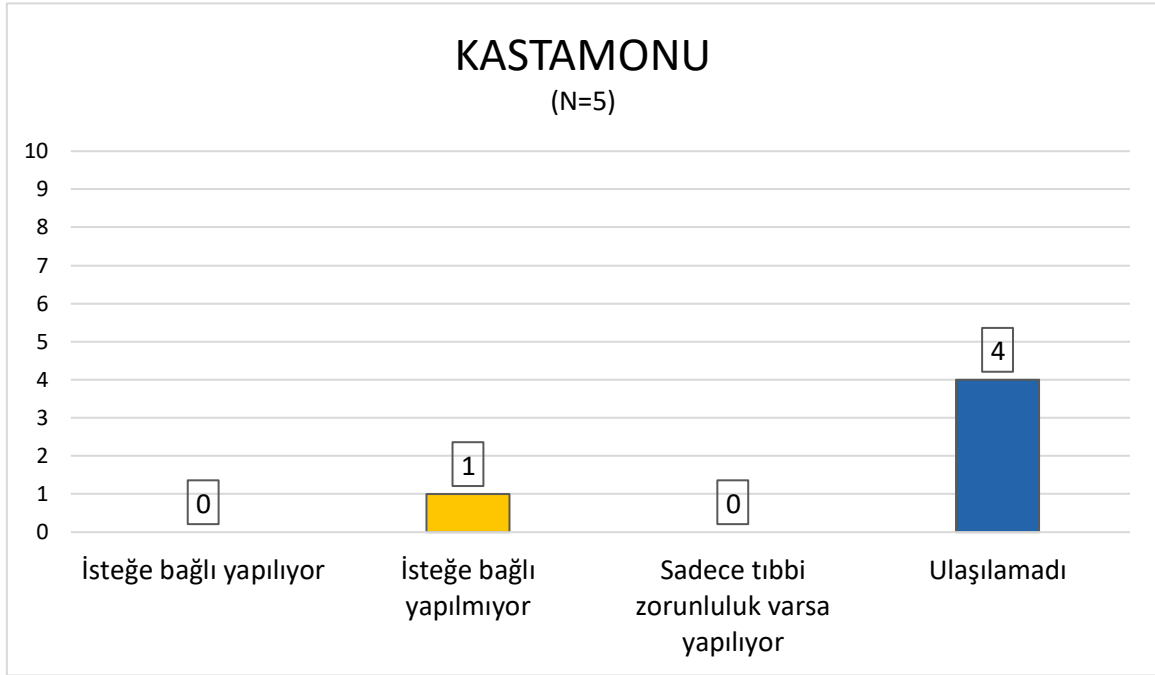 KASTAMONU
(N=5)
10
9
8
7
6
5
4
3
2
1
0
0
1
0
4
İsteğe bağlı yapılıyor
İsteğe bağlı
yapılmıyor
Sadece tıbbi
zorunluluk varsa
yapılıyor
Ulaşılamadı